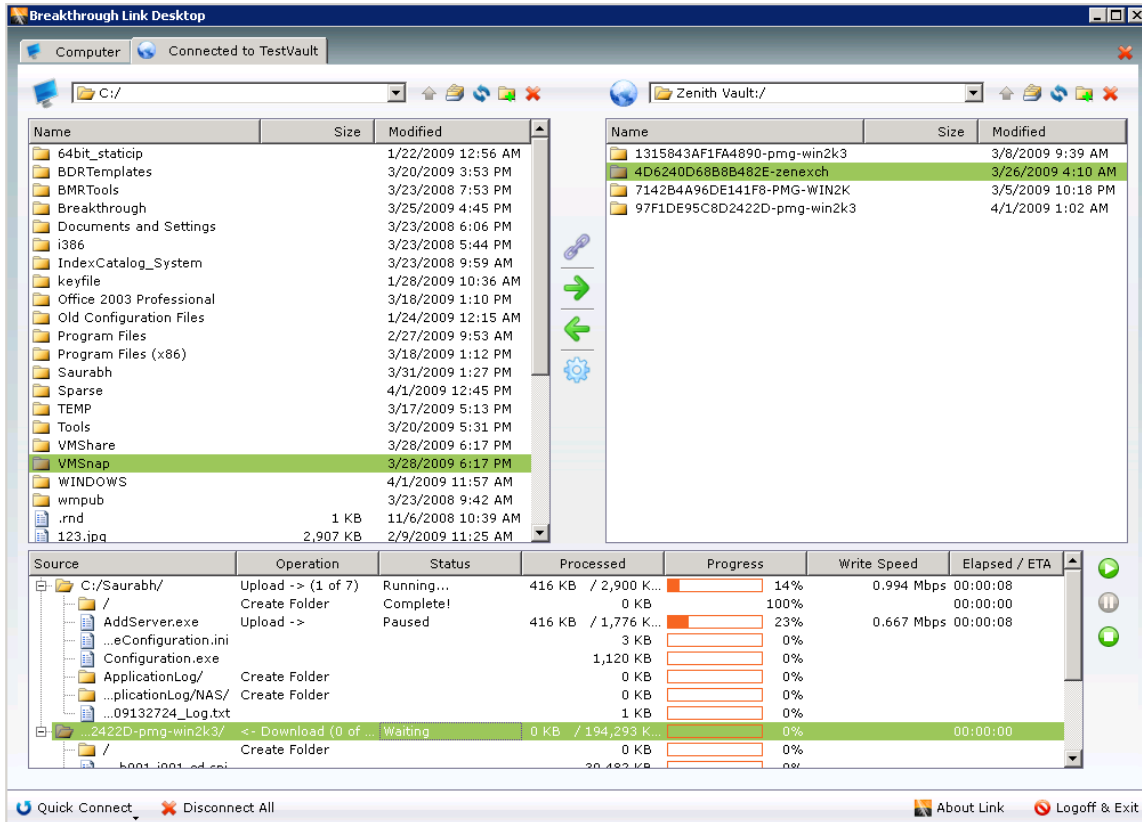 Breakthrough Link Desktop
Computer Connected to TestVault
C:/ Zenith Vault:/
Name Size Modified
64bit_staticip 1/22/2009 12:56 AM
BDRTemplates 3/20/2009 3:53 PM
BMRTools 3/23/2008 7:53 PM
Breakthrough 3/25/2009 4:45 PM
Documents and Settings 3/23/2008 6:06 PM
i386 3/23/2008 5:44 PM
IndexCatalog_System 3/23/2008 9:59 AM
keyfile 1/28/2009 10:36 AM
Office 2003 Professional 3/18/2009 1:10 PM
Old Configuration Files 1/24/2009 12:15 AM
Program Files 2/27/2009 9:53 AM
Program Files (x86) 3/18/2009 1:12 PM
Saurabh 3/31/2009 1:27 PM
Sparse 4/1/2009 12:45 PM
TEMP 3/17/2009 5:13 PM
Tools 3/20/2009 5:31 PM
VMShare 3/28/2009 6:17 PM
VMSnap 3/28/2009 6:17 PM
WINDOWS 4/1/2009 11:57 AM
wmpub 3/23/2008 9:42 AM
.rnd 1 KB 11/6/2008 10:39 AM
123.jpg 2,907 KB 2/9/2009 11:25 AM
Name Size Modified
1315843AF1FA4890-pmg-win2k3 3/8/2009 9:39 AM
4D6240D68B8B482E-zenexch 3/26/2009 4:10 AM
7142B4A96DE141F8-PMG-WIN2K 3/5/2009 10:18 PM
97F1DE95C8D2422D-pmg-win2k3 4/1/2009 1:02 AM
Source Operation Status Processed Progress Write Speed Elapsed / ETA
C:/Saurabh/ Upload -> (1 of 7) Running... 416 KB / 2,900 K... 14% 0.994 Mbps 00:00:08
/ Create Folder Complete! 0 KB 100% 00:00:00
AddServer.exe Upload -> Paused 416 KB / 1,776 K... 23% 0.667 Mbps 00:00:08
...eConfiguration.ini 3 KB 0%
Configuration.exe 1,120 KB 0%
ApplicationLog/ Create Folder 0 KB 0%
...plicationLog/NAS/ Create Folder 0 KB 0%
...09132724_Log.txt 1 KB 0%
...2422D-pmg-win2k3/ <- Download (0 of ... Waiting 0 KB / 194,293 K... 0% 00:00:00
/ Create Folder 0 KB 0%
Quick Connect Disconnect All About Link Logoff & Exit